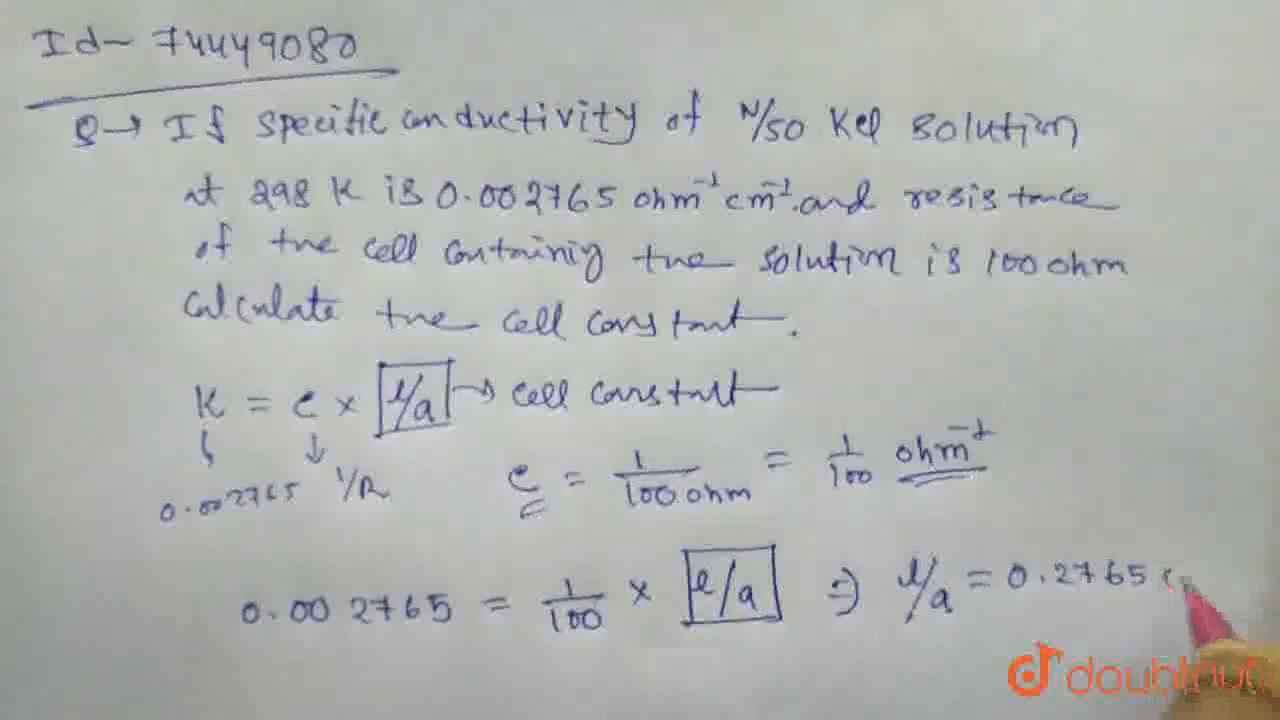 Id- 74449080
Q→ If specific conductivity of N/50 KCl solution
at 298 K is 0.002765 ohm⁻¹ cm⁻¹ and resistance
of the cell containing the solution is 100 ohm
calculate the cell constant.
K = c × l/a → cell constant
0.002765 1/R
c = 1/100 ohm = 1/100 ohm⁻¹
0.002765 = 1/100 × l/a ⇒ l/a = 0.2765
doubtnut